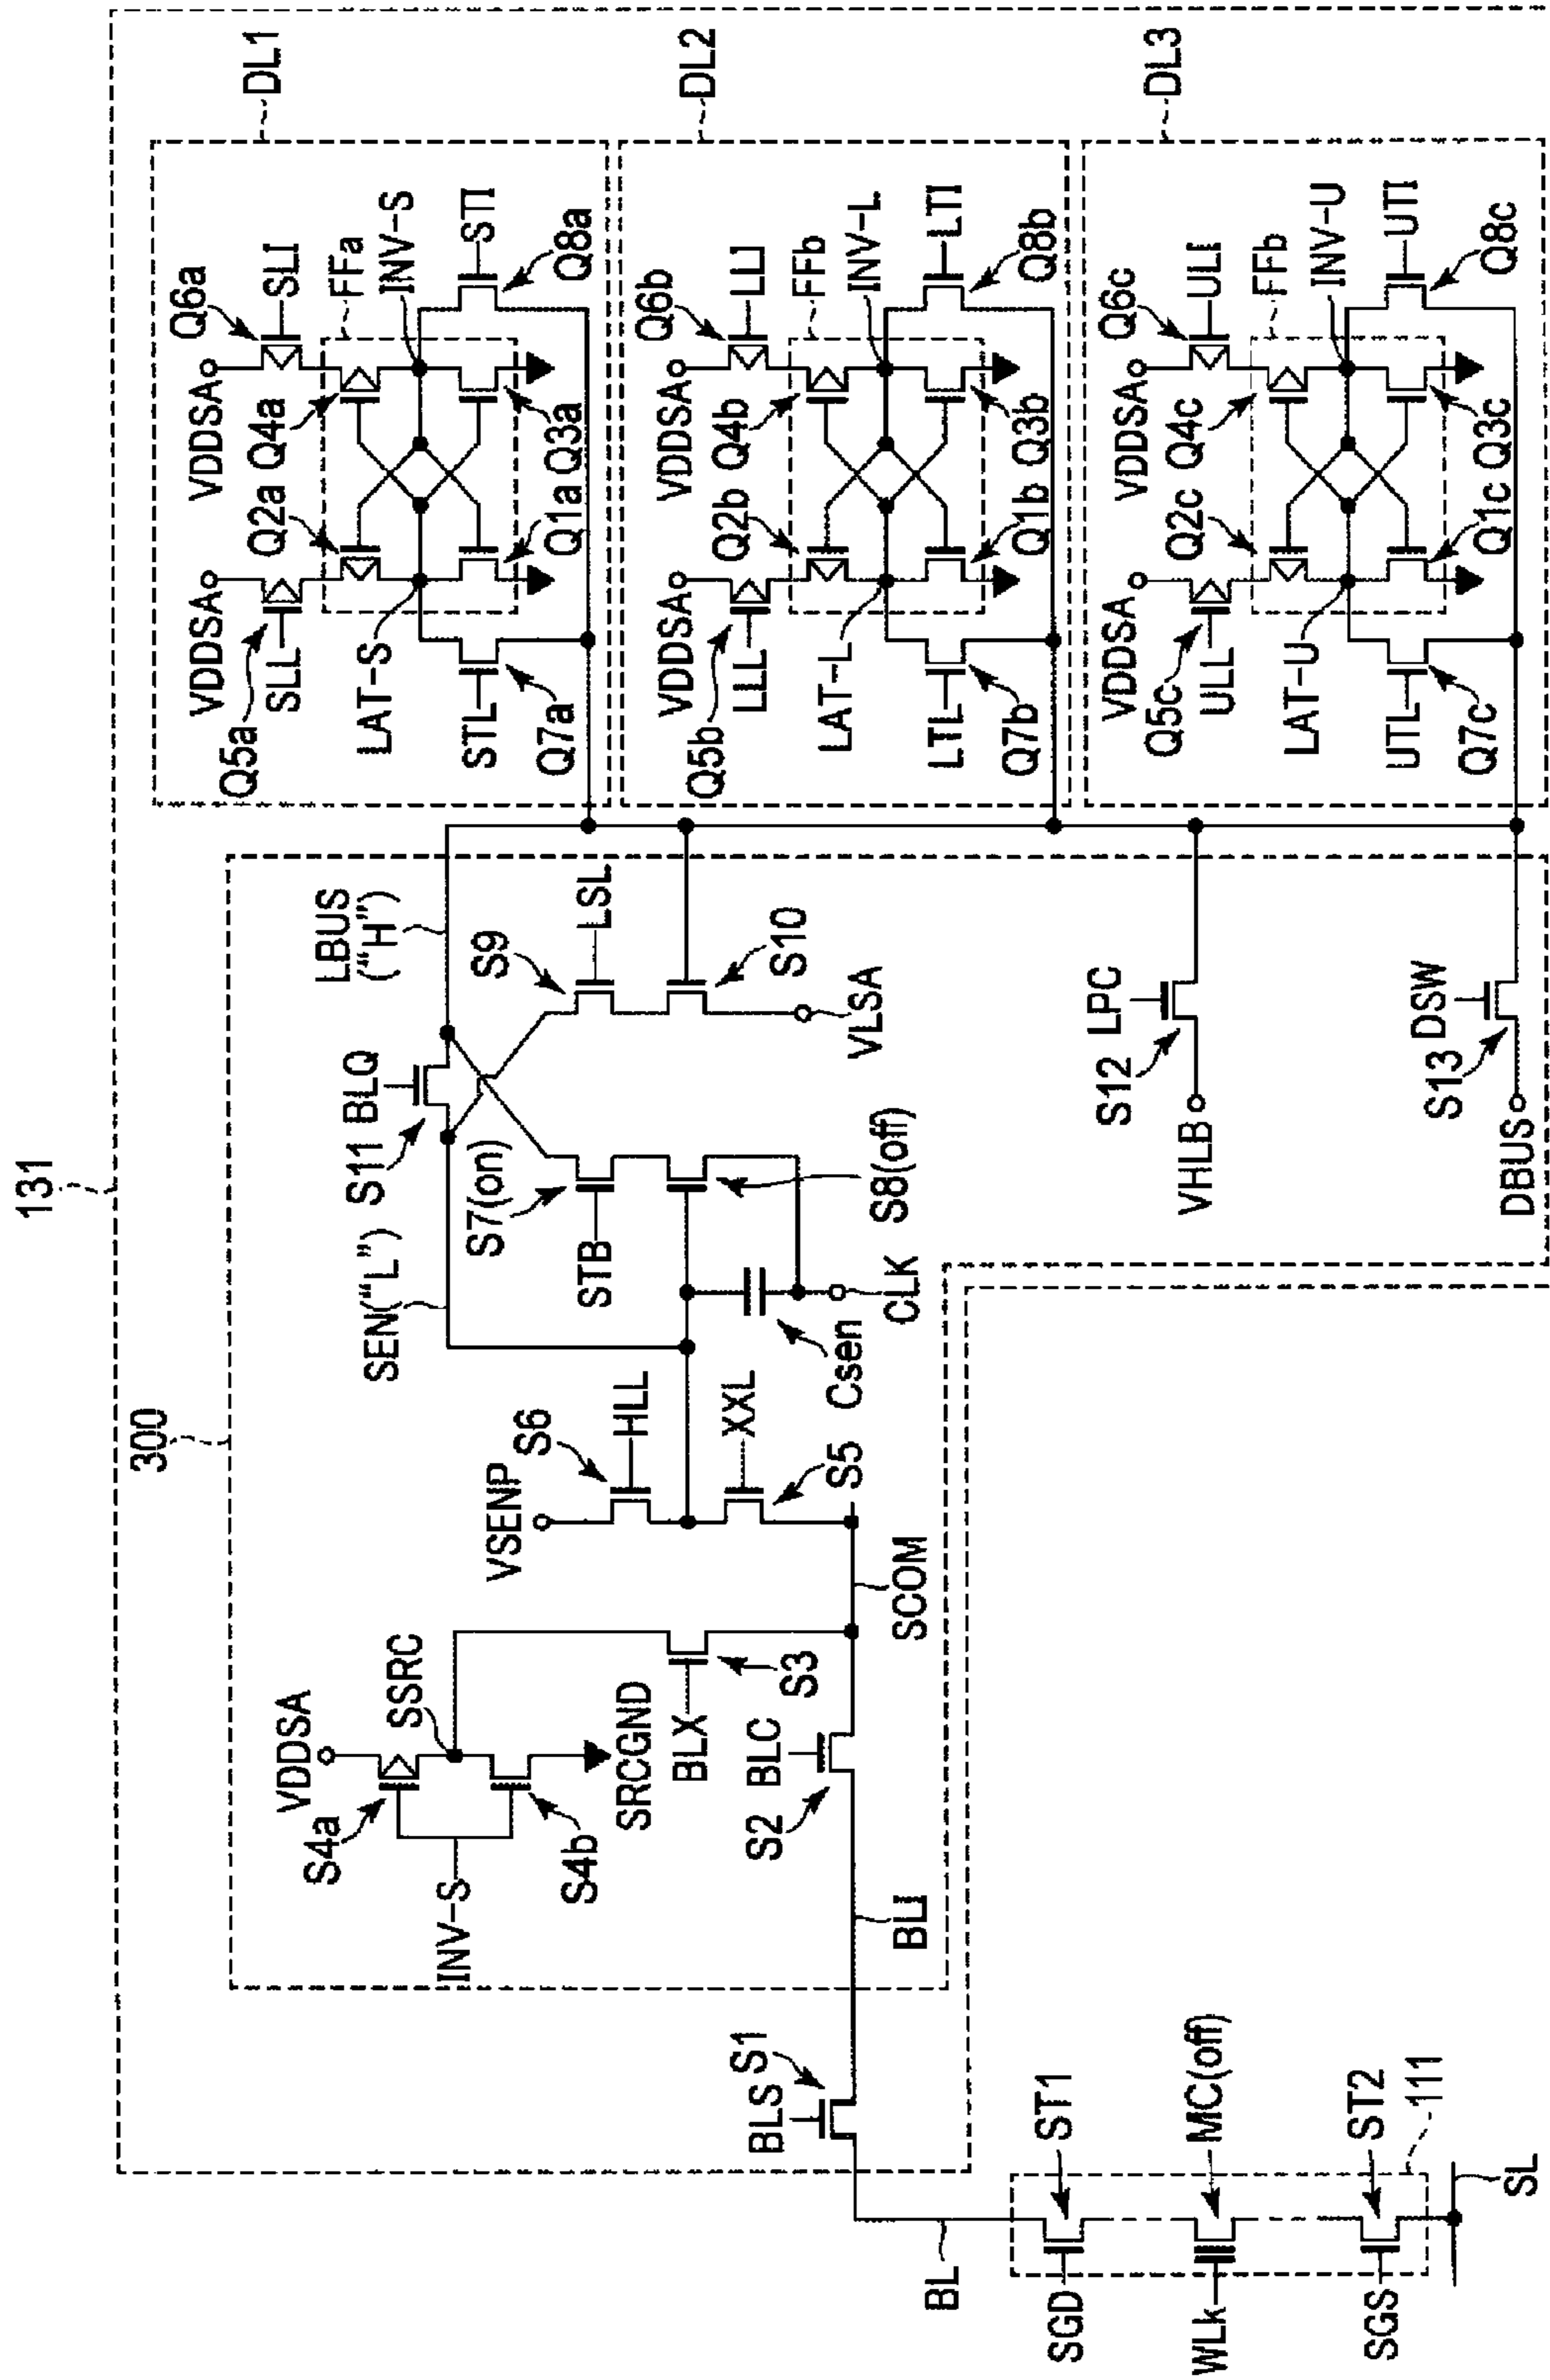 131
300
DL1
DL2
DL3
VDDSA
VDDSA
Q5a
SLL
Q2a
Q4a
Q6a
SLI
FFa
LAT-S
INV-S
STL
STI
Q7a
Q1a
Q3a
Q8a
VDDSA
VDDSA
Q5b
LLL
Q2b
Q4b
Q6b
LLI
FFb
LAT-L
INV-L
LTL
LTI
Q7b
Q1b
Q3b
Q8b
VDDSA
VDDSA
Q5c
ULL
Q2c
Q4c
Q6c
ULI
FFb
LAT-U
INV-U
UTL
UTI
Q7c
Q1c
Q3c
Q8c
LBUS
("H")
SEN("L")
S11
BLQ
S9
LSL
S7(on)
STB
S10
S8(off)
VLSA
Csen
CLK
VSENP
S6
HLL
XXL
S5
VDDSA
S4a
SSRC
INV-S
S4b
SRCGND
BLX
S3
S2
BLC
SCOM
BLI
BLS
S1
S12
LPC
VHLB
S13
DSW
DBUS
BL
SGD
ST1
WLk
MC(off)
SGS
ST2
111
SL